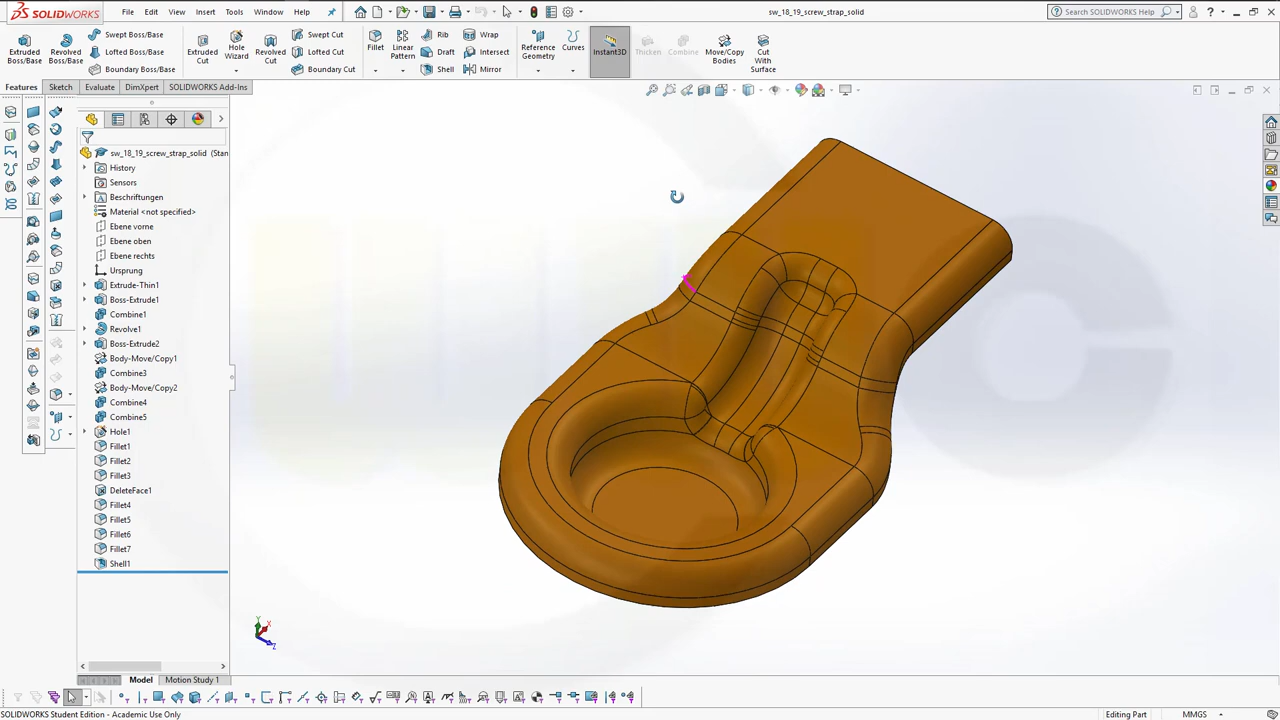 SOLIDWORKS
File Edit View Insert Tools Window Help
sw_18_19_screw_strap_solid
Search SOLIDWORKS Help
Extruded Boss/Base
Revolved Boss/Base
Swept Boss/Base
Lofted Boss/Base
Boundary Boss/Base
Extruded Cut
Hole Wizard
Revolved Cut
Swept Cut
Lofted Cut
Boundary Cut
Fillet
Linear Pattern
Rib
Draft
Shell
Wrap
Intersect
Mirror
Reference Geometry
Curves
Instant3D
Thicken
Combine
Move/Copy Bodies
Cut With Surface
Features Sketch Evaluate DimXpert SOLIDWORKS Add-Ins
sw_18_19_screw_strap_solid (Stan
History
Sensors
Beschriftungen
Material <not specified>
Ebene vorne
Ebene oben
Ebene rechts
Ursprung
Extrude-Thin1
Boss-Extrude1
Combine1
Revolve1
Boss-Extrude2
Body-Move/Copy1
Combine3
Body-Move/Copy2
Combine4
Combine5
Hole1
Fillet1
Fillet2
Fillet3
DeleteFace1
Fillet4
Fillet5
Fillet6
Fillet7
Shell1
Y
X
Z
Model Motion Study 1
SOLIDWORKS Student Edition - Academic Use Only
Editing Part
MMGS